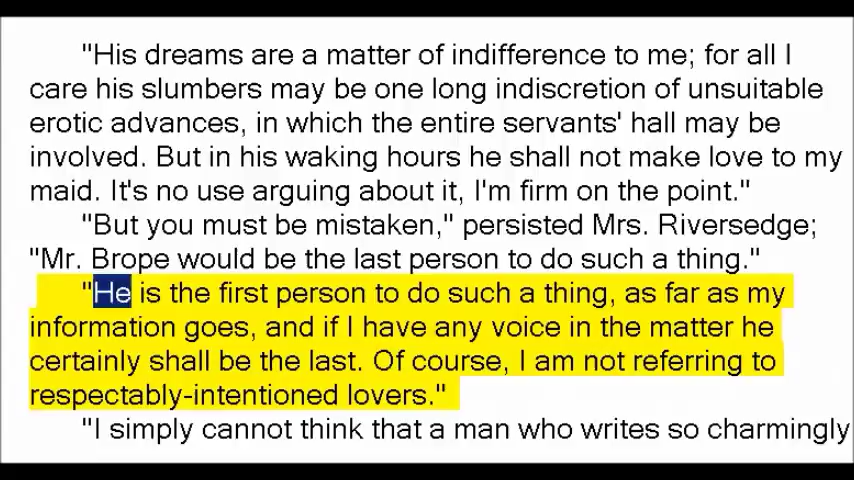 "His dreams are a matter of indifference to me; for all I
care his slumbers may be one long indiscretion of unsuitable
erotic advances, in which the entire servants' hall may be
involved. But in his waking hours he shall not make love to my
maid. It's no use arguing about it, I'm firm on the point."
"But you must be mistaken," persisted Mrs. Riversedge;
"Mr. Brope would be the last person to do such a thing."
"He is the first person to do such a thing, as far as my
information goes, and if I have any voice in the matter he
certainly shall be the last. Of course, I am not referring to
respectably-intentioned lovers."
"I simply cannot think that a man who writes so charmingly